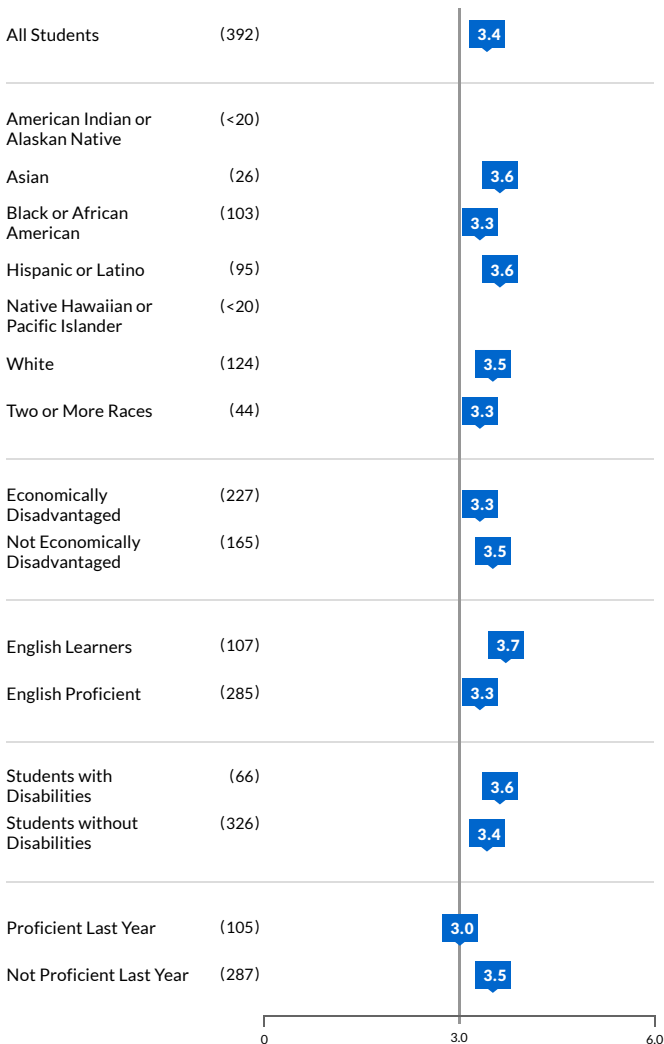 All Students (392) 3.4
American Indian or (<20)
Alaskan Native
Asian (26) 3.6
Black or African (103) 3.3
American
Hispanic or Latino (95) 3.6
Native Hawaiian or (<20)
Pacific Islander
White (124) 3.5
Two or More Races (44) 3.3
Economically (227) 3.3
Disadvantaged
Not Economically (165) 3.5
Disadvantaged
English Learners (107) 3.7
English Proficient (285) 3.3
Students with (66) 3.6
Disabilities
Students without (326) 3.4
Disabilities
Proficient Last Year (105) 3.0
Not Proficient Last Year (287) 3.5
0 3.0 6.0